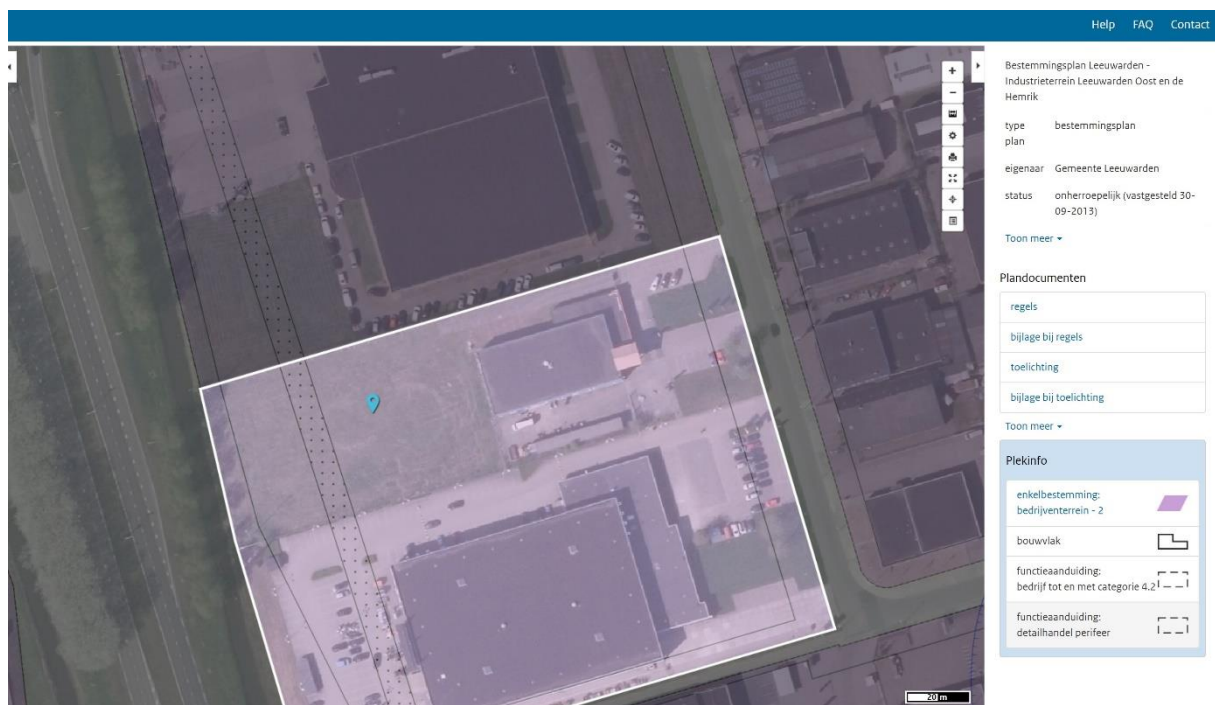 Help FAQ Contact
Bestemmingsplan Leeuwarden -
Industrieterrein Leeuwarden Oost en de
Hemrik
type bestemmingsplan
plan
eigenaar Gemeente Leeuwarden
status onherroepelijk (vastgesteld 30-
09-2013)
Toon meer
Plandocumenten
regels
bijlage bij regels
toelichting
bijlage bij toelichting
Toon meer
Plekinfo
enkelbestemming:
bedrijventerrein - 2
bouwvlak
functieaanduiding:
bedrijf tot en met categorie 4.2
functieaanduiding:
detailhandel perifeer
20 m